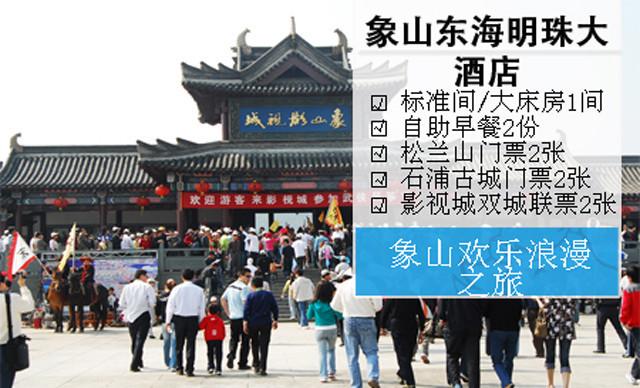 象山东海明珠大
酒店
☑ 标准间/大床房1间
☑ 自助早餐2份
☑ 松兰山门票2张
☑ 石浦古城门票2张
☑ 影视城双城联票2张
象山欢乐浪漫
之旅
城视影山象
欢迎游客来影视城 参加武